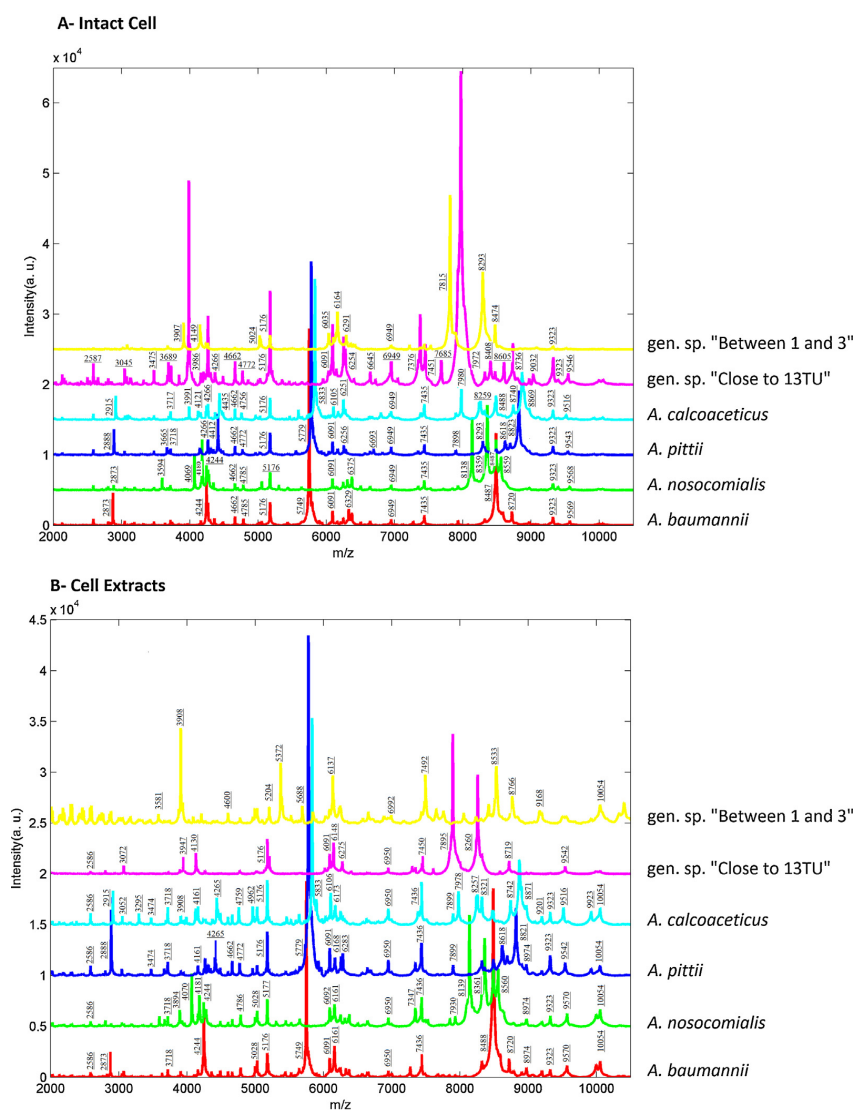 A- Intact Cell
x 10⁴
6
5
4
3
2
1
0
Intensity(a. u.)
3907 4149 5024 5176 6035 6164 6291 6949 7815 8293 8474 9323
gen. sp. "Between 1 and 3"
2587 3045 3475 3689 3986 4266 4662 4772 5176 6091 6254 6645 6949 7376 7451 7685 7972 8408 8605 8736 9032 9323 9546
gen. sp. "Close to 13TU"
2915 3717 3991 4121 4266 4435 4662 4756 5176 5833 6105 6251 6949 7435 7980 8259 8488 8740 8869 9323 9516
A. calcoaceticus
2888 3665 3718 4266 4412 4662 4772 5176 5779 6091 6256 6693 6949 7435 7898 8293 8618 8823 9323 9543
A. pittii
2873 3594 4069 4244 4662 4785 5176 6091 6375 6949 7435 8138 8359 8559 9323 9568
A. nosocomialis
2873 4244 4662 4785 5176 5749 6091 6329 6949 7435 8487 8720 9323 9569
A. baumannii
2000 3000 4000 5000 6000 7000 8000 9000 10000
m/z
B- Cell Extracts
x 10⁴
4.5
4
3.5
3
2.5
2
1.5
1
0.5
0
Intensity(a. u.)
3581 3908 4600 5204 5372 5688 6137 6992 7492 8533 8766 9168 10054
gen. sp. "Between 1 and 3"
2586 3072 3947 4130 5176 6091 6148 6275 6950 7450 7895 8260 8719 9542
gen. sp. "Close to 13TU"
2586 2915 3052 3295 3474 3718 3908 4161 4265 4759 4962 5176 5833 6106 6173 6950 7436 7899 7978 8257 8321 8742 8871 9201 9323 9516 9923 10054
A. calcoaceticus
2586 2888 3474 3718 4161 4265 4662 4772 5176 5779 6091 6168 6283 6950 7436 7899 8618 8821 8974 9323 9542 10054
A. pittii
2586 3718 3894 4070 4181 4244 4786 5028 5177 6092 6161 6950 7347 7436 7930 8139 8361 8560 8974 9323 9570 10054
A. nosocomialis
2586 2873 3718 4244 5028 5176 5749 6091 6161 6950 7436 8488 8720 8974 9323 9570 10054
A. baumannii
2000 3000 4000 5000 6000 7000 8000 9000 10000
m/z